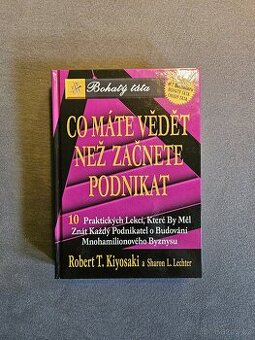 Bohatý táta
CO MÁTE VĚDĚT
NEŽ ZAČNETE
PODNIKAT
10 Praktických Lekcí, Které By Měl
Znát Každý Podnikatel o Budování
Mnohamilionového Byznysu
Robert T. Kiyosaki a Sharon L. Lechter